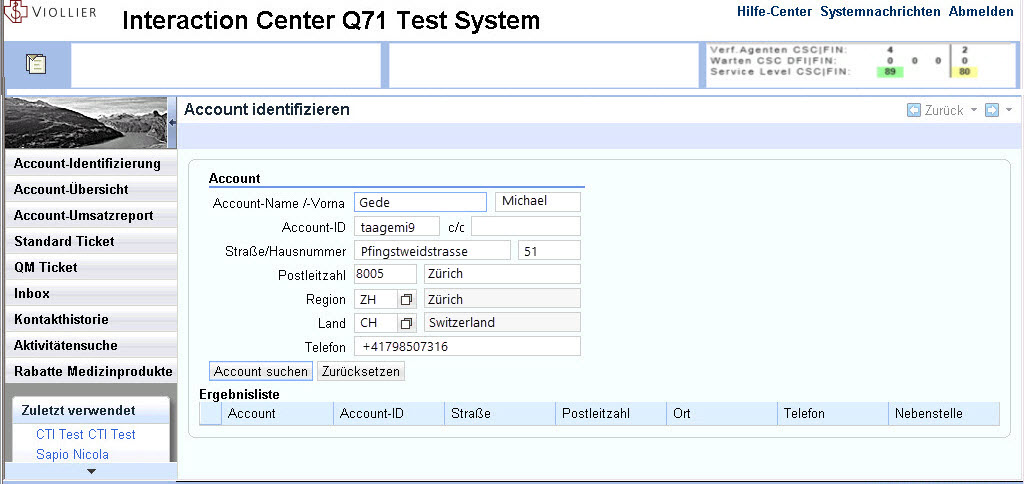 VIOLLIER
Interaction Center Q71 Test System
Hilfe-Center Systemnachrichten Abmelden
Verf.Agenten CSC|FIN: 4 2
Warten CSC DFI|FIN: 0 0 0 0
Service Level CSC|FIN: 89 80
Account identifizieren
Zurück
Account-Identifizierung
Account-Übersicht
Account-Umsatzreport
Standard Ticket
QM Ticket
Inbox
Kontakthistorie
Aktivitätensuche
Rabatte Medizinprodukte
Zuletzt verwendet
CTI Test CTI Test
Sapio Nicola
Account
Account-Name /-Vorna Gede Michael
Account-ID taagemi9 c/c
Straße/Hausnummer Pfingstweidstrasse 51
Postleitzahl 8005 Zürich
Region ZH Zürich
Land CH Switzerland
Telefon +41798507316
Account suchen Zurücksetzen
Ergebnisliste
Account Account-ID Straße Postleitzahl Ort Telefon Nebenstelle